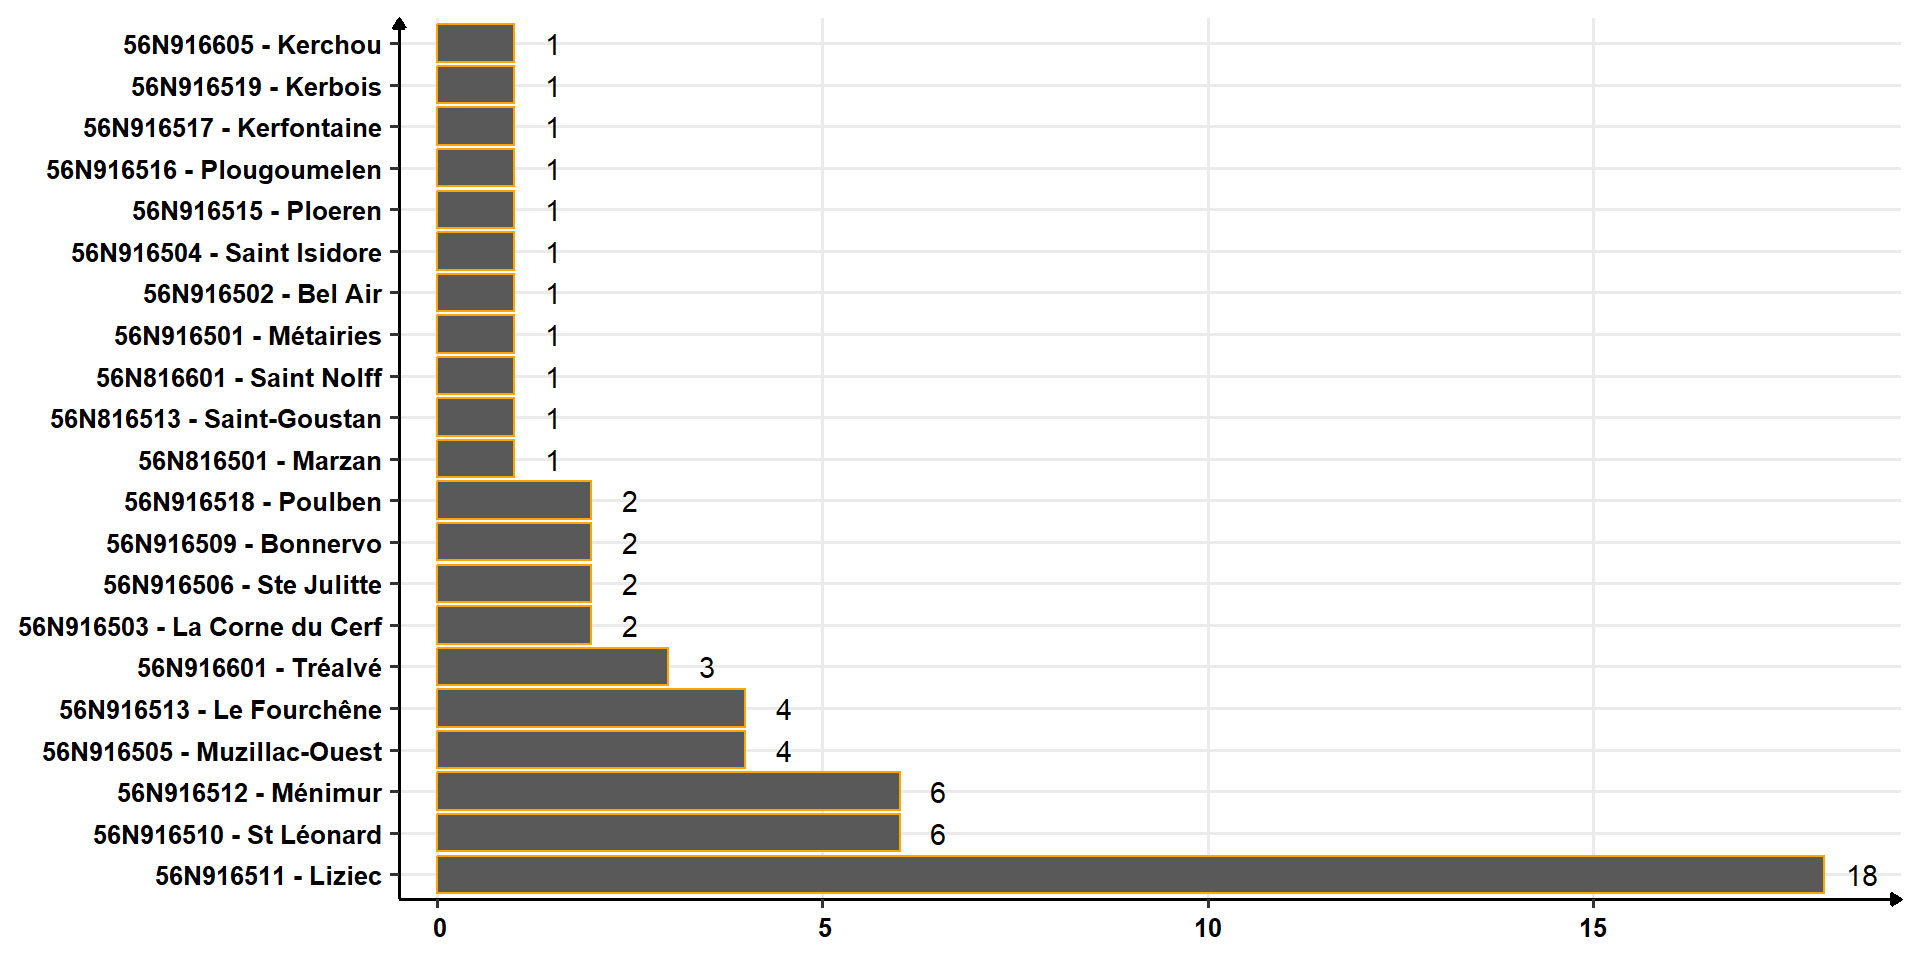 56N916605 - Kerchou 1
56N916519 - Kerbois 1
56N916517 - Kerfontaine 1
56N916516 - Plougoumelen 1
56N916515 - Ploeren 1
56N916504 - Saint Isidore 1
56N916502 - Bel Air 1
56N916501 - Métairies 1
56N816601 - Saint Nolff 1
56N816513 - Saint-Goustan 1
56N816501 - Marzan 1
56N916518 - Poulben 2
56N916509 - Bonnervo 2
56N916506 - Ste Julitte 2
56N916503 - La Corne du Cerf 2
56N916601 - Tréalvé 3
56N916513 - Le Fourchêne 4
56N916505 - Muzillac-Ouest 4
56N916512 - Ménimur 6
56N916510 - St Léonard 6
56N916511 - Liziec 18
0 5 10 15